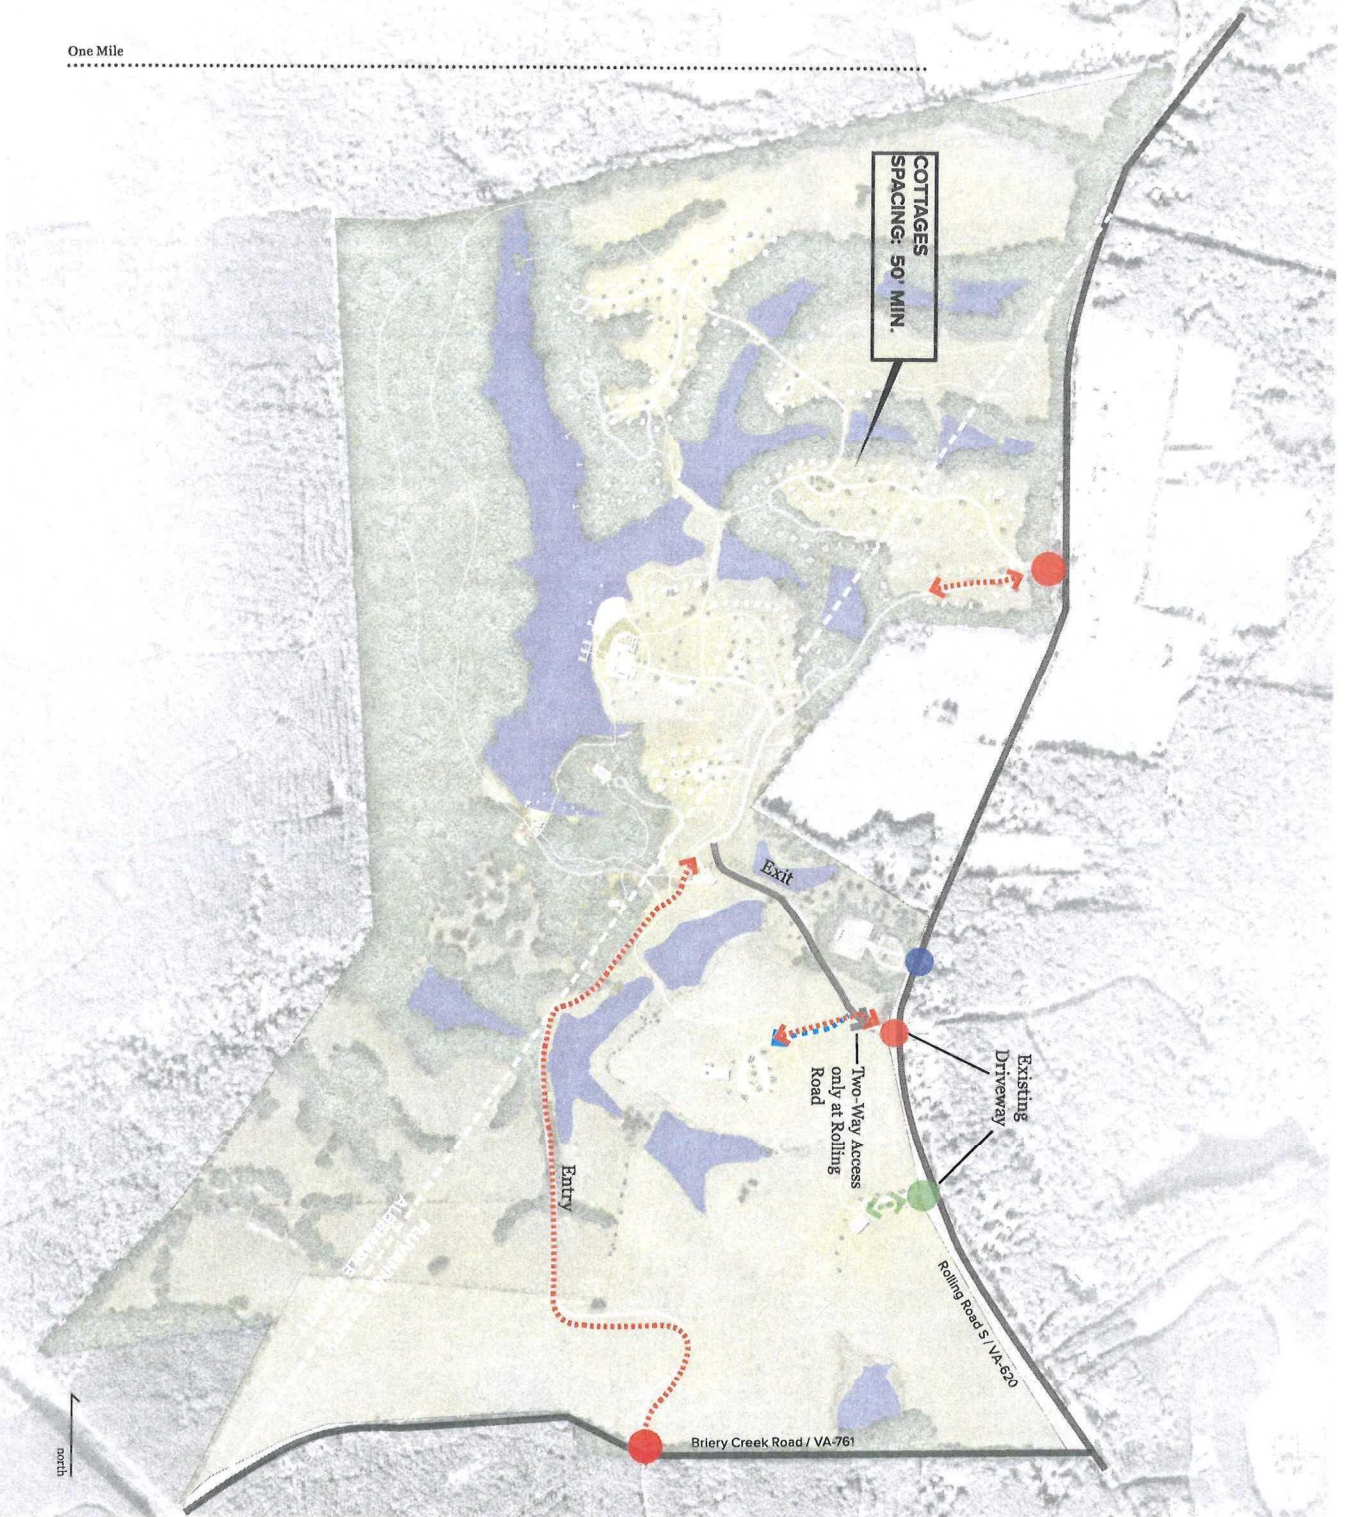 One Mile
COTTAGES
SPACING: 50' MIN.
Exit
Existing
Driveway
Two-Way Access
only at Rolling
Road
Entry
Rolling Road S / VA-620
Briery Creek Road / VA-761
north